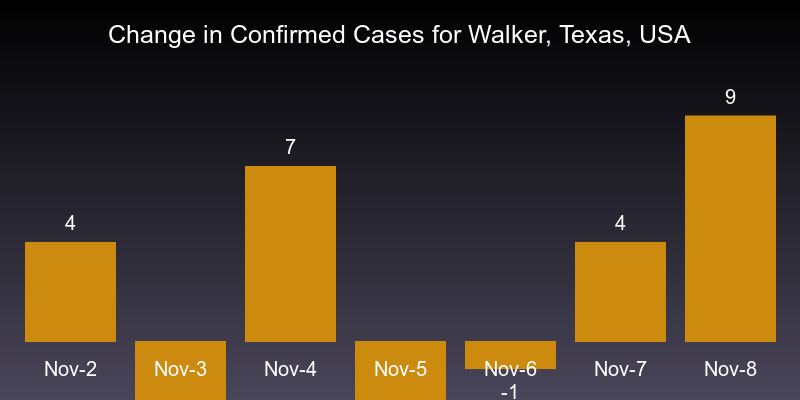 Change in Confirmed Cases for Walker, Texas, USA
9
7
4
4
Nov-2 Nov-3 Nov-4 Nov-5 Nov-6 Nov-7 Nov-8
-1